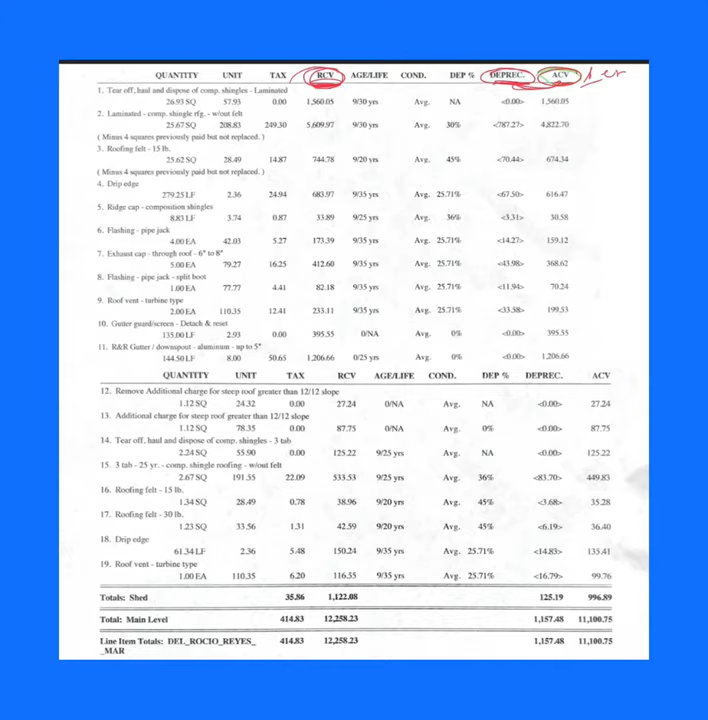 QUANTITY UNIT TAX RCV AGE/LIFE COND. DEP % DEPREC. ACV
1. Tear off, haul and dispose of comp. shingles - Laminated
26.93 SQ 57.93 0.00 1,560.05 9/30 yrs Avg. NA <0.00> 1,560.05
2. Laminated - comp. shingle rfg. - w/out felt
25.67 SQ 208.83 249.30 5,609.97 9/30 yrs Avg. 30% <787.27> 4,822.70
( Minus 4 squares previously paid but not replaced. )
3. Roofing felt - 15 lb.
25.62 SQ 28.49 14.87 744.78 9/20 yrs Avg. 45% <70.44> 674.34
( Minus 4 squares previously paid but not replaced. )
4. Drip edge
279.25 LF 2.36 24.94 683.97 9/35 yrs Avg. 25.71% <67.50> 616.47
5. Ridge cap - composition shingles
8.83 LF 3.74 0.87 33.89 9/25 yrs Avg. 36% <3.31> 30.58
6. Flashing - pipe jack
4.00 EA 42.03 5.27 173.39 9/35 yrs Avg. 25.71% <14.27> 159.12
7. Exhaust cap - through roof - 6" to 8"
5.00 EA 79.27 16.25 412.60 9/35 yrs Avg. 25.71% <43.98> 368.62
8. Flashing - pipe jack - split boot
1.00 EA 77.77 4.41 82.18 9/35 yrs Avg. 25.71% <11.94> 70.24
9. Roof vent - turbine type
2.00 EA 110.35 12.41 233.11 9/35 yrs Avg. 25.71% <33.58> 199.53
10. Gutter guard/screen - Detach & reset
135.00 LF 2.93 0.00 395.55 0/NA Avg. 0% <0.00> 395.55
11. R&R Gutter / downspout - aluminum - up to 5"
144.50 LF 8.00 50.65 1,206.66 0/25 yrs Avg. 0% <0.00> 1,206.66
QUANTITY UNIT TAX RCV AGE/LIFE COND. DEP % DEPREC. ACV
12. Remove Additional charge for steep roof greater than 12/12 slope
1.12 SQ 24.32 0.00 27.24 0/NA Avg. NA <0.00> 27.24
13. Additional charge for steep roof greater than 12/12 slope
1.12 SQ 78.35 0.00 87.75 0/NA Avg. 0% <0.00> 87.75
14. Tear off, haul and dispose of comp. shingles - 3 tab
2.24 SQ 55.90 0.00 125.22 9/25 yrs Avg. NA <0.00> 125.22
15. 3 tab - 25 yr. - comp. shingle roofing - w/out felt
2.67 SQ 191.55 22.09 533.53 9/25 yrs Avg. 36% <83.70> 449.83
16. Roofing felt - 15 lb.
1.34 SQ 28.49 0.78 38.96 9/20 yrs Avg. 45% <3.68> 35.28
17. Roofing felt - 30 lb.
1.23 SQ 33.56 1.31 42.59 9/20 yrs Avg. 45% <6.19> 36.40
18. Drip edge
61.34 LF 2.36 5.48 150.24 9/35 yrs Avg. 25.71% <14.83> 135.41
19. Roof vent - turbine type
1.00 EA 110.35 6.20 116.55 9/35 yrs Avg. 25.71% <16.79> 99.76
Totals: Shed 35.86 1,122.08 125.19 996.89
Total: Main Level 414.83 12,258.23 1,157.48 11,100.75
Line Item Totals: DEL_ROCIO_REYES_ 414.83 12,258.23 1,157.48 11,100.75
_MAR